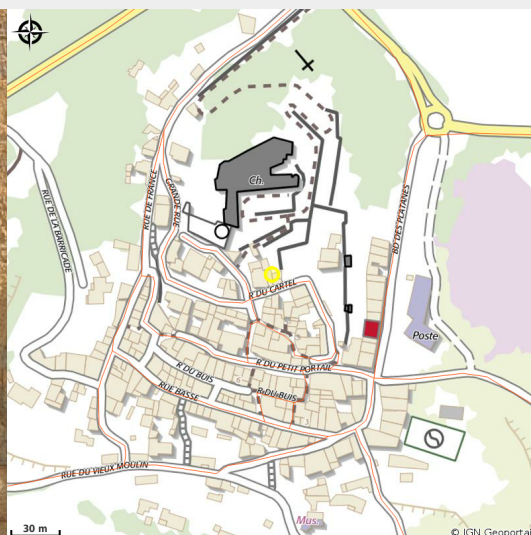 RUE DE LA BARRICADE
RUE DE FRANCE
GRANDE RUE
Ch.
BD DES PLATANES
R DU CARTEL
Poste
R DU PETIT PORTAIL
R DU BUIS
R DU BUIS
RUE BASSE
RUE DU VIEUX MOULIN
Mus.
30 m
© IGN Geoportai